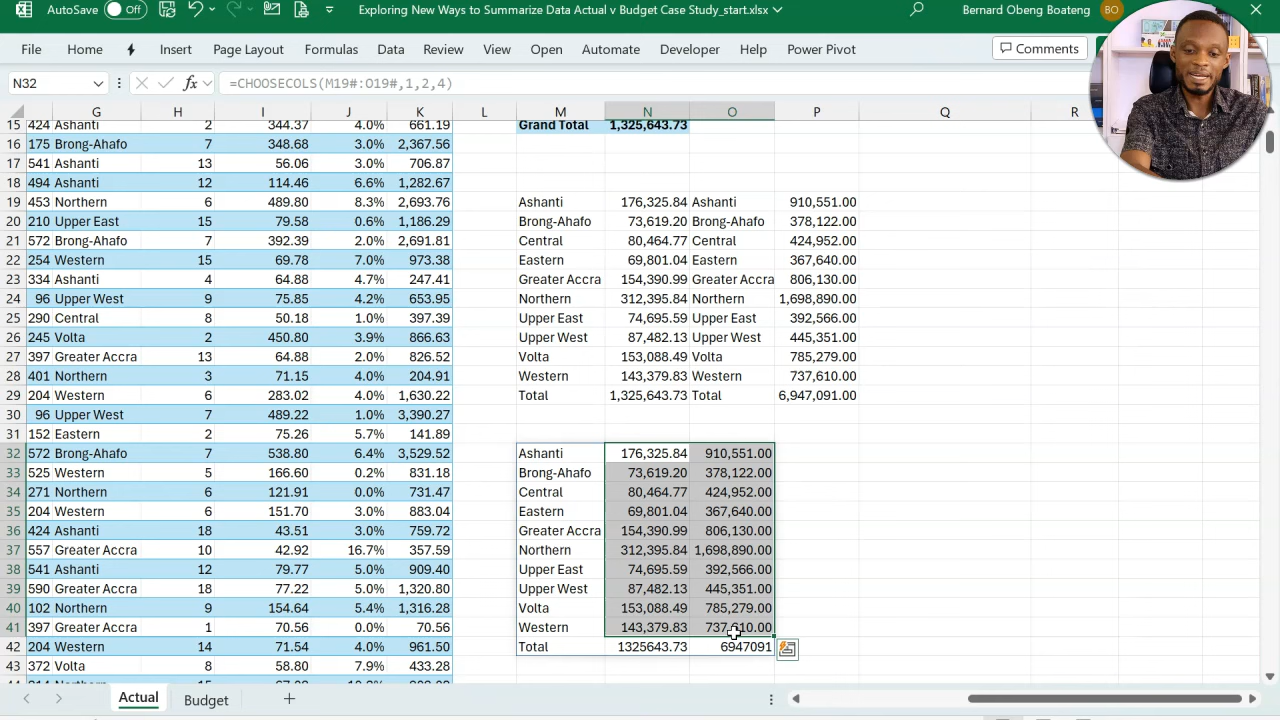 AutoSave Off Exploring New Ways to Summarize Data Actual v Budget Case Study_start.xlsx Bernard Obeng Boateng BO
File Home Insert Page Layout Formulas Data Review View Open Automate Developer Help Power Pivot Comments
N32 fx =CHOOSECOLS(M19#:O19#,1,2,4)
G H I J K L M N O P Q R
15 424 Ashanti 2 344.37 4.0% 661.19 Grand Total 1,325,643.73
16 175 Brong-Ahafo 7 348.68 3.0% 2,367.56
17 541 Ashanti 13 56.06 3.0% 706.87
18 494 Ashanti 12 114.46 6.6% 1,282.67
19 453 Northern 6 489.80 8.3% 2,693.76 Ashanti 176,325.84 Ashanti 910,551.00
20 210 Upper East 15 79.58 0.6% 1,186.29 Brong-Ahafo 73,619.20 Brong-Ahafo 378,122.00
21 572 Brong-Ahafo 7 392.39 2.0% 2,691.81 Central 80,464.77 Central 424,952.00
22 254 Western 15 69.78 7.0% 973.38 Eastern 69,801.04 Eastern 367,640.00
23 334 Ashanti 4 64.88 4.7% 247.41 Greater Accra 154,390.99 Greater Accra 806,130.00
24 96 Upper West 9 75.85 4.2% 653.95 Northern 312,395.84 Northern 1,698,890.00
25 290 Central 8 50.18 1.0% 397.39 Upper East 74,695.59 Upper East 392,566.00
26 245 Volta 2 450.80 3.9% 866.63 Upper West 87,482.13 Upper West 445,351.00
27 397 Greater Accra 13 64.88 2.0% 826.52 Volta 153,088.49 Volta 785,279.00
28 401 Northern 3 71.15 4.2% 204.91 Western 143,379.83 Western 737,610.00
29 204 Western 6 283.02 4.0% 1,630.22 Total 1,325,643.73 Total 6,947,091.00
30 96 Upper West 7 489.22 1.0% 3,390.27
31 152 Eastern 2 75.26 5.7% 141.89
32 572 Brong-Ahafo 7 538.80 6.4% 3,529.52 Ashanti 176,325.84 910,551.00
33 525 Western 5 166.60 0.2% 831.18 Brong-Ahafo 73,619.20 378,122.00
34 271 Northern 6 121.91 0.0% 731.47 Central 80,464.77 424,952.00
35 204 Western 6 151.70 3.0% 883.04 Eastern 69,801.04 367,640.00
36 424 Ashanti 18 43.51 3.0% 759.72 Greater Accra 154,390.99 806,130.00
37 557 Greater Accra 10 42.92 16.7% 357.59 Northern 312,395.84 1,698,890.00
38 541 Ashanti 12 79.77 5.0% 909.40 Upper East 74,695.59 392,566.00
39 590 Greater Accra 18 77.22 5.0% 1,320.80 Upper West 87,482.13 445,351.00
40 102 Northern 9 154.64 5.4% 1,316.28 Volta 153,088.49 785,279.00
41 397 Greater Accra 1 70.56 0.0% 70.56 Western 143,379.83 737,610.00
42 204 Western 14 71.54 4.0% 961.50 Total 1325643.73 6947091
43 372 Volta 8 58.80 7.9% 433.28
Actual Budget